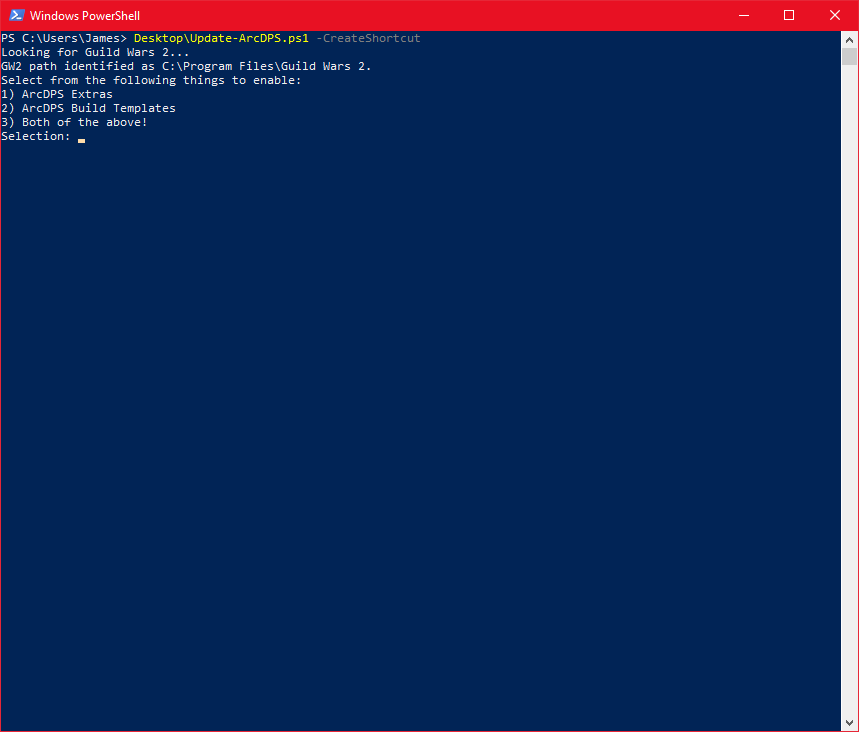 Windows PowerShell
PS C:\Users\James> Desktop\Update-ArcDPS.ps1 -CreateShortcut
Looking for Guild Wars 2...
GW2 path identified as C:\Program Files\Guild Wars 2.
Select from the following things to enable:
1) ArcDPS Extras
2) ArcDPS Build Templates
3) Both of the above!
Selection: